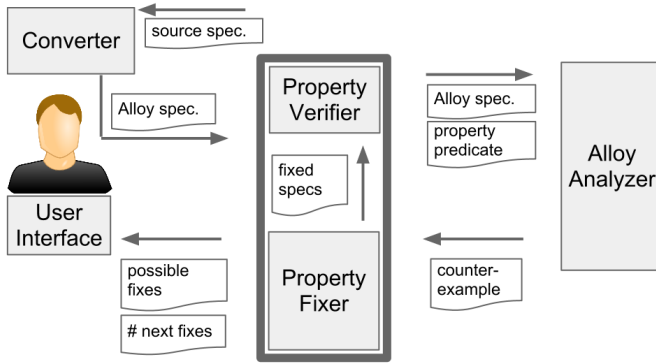 source spec.
Converter
Alloy spec.
Property
Verifier
Alloy spec.
property
predicate
Alloy
Analyzer
fixed
specs
User
Interface
Property
Fixer
possible
fixes
# next fixes
counter-
example